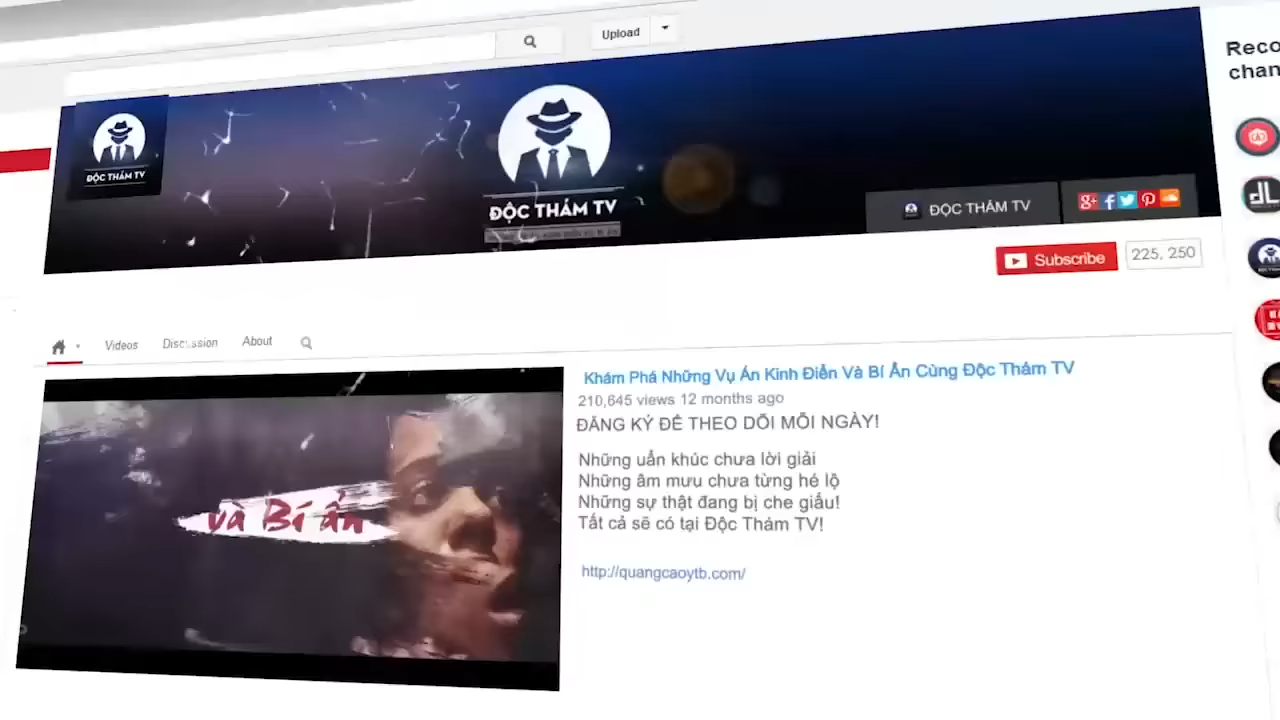 Upload
Reco
chan
ĐỘC THÁM TV
ĐỘC THÁM TV
ĐỘC THÁM TV
Subscribe
225, 250
Videos
Discussion
About
Khám Phá Những Vụ Án Kinh Điển Và Bí Ẩn Cùng Độc Thám TV
210,645 views 12 months ago
ĐĂNG KÝ ĐỂ THEO DÕI MỖI NGÀY!
Những uẩn khúc chưa lời giải
Những âm mưu chưa từng hé lộ
Những sự thật đang bị che giấu!
Tất cả sẽ có tại Độc Thám TV!
và Bí ẩn
http://quangcaoytb.com/